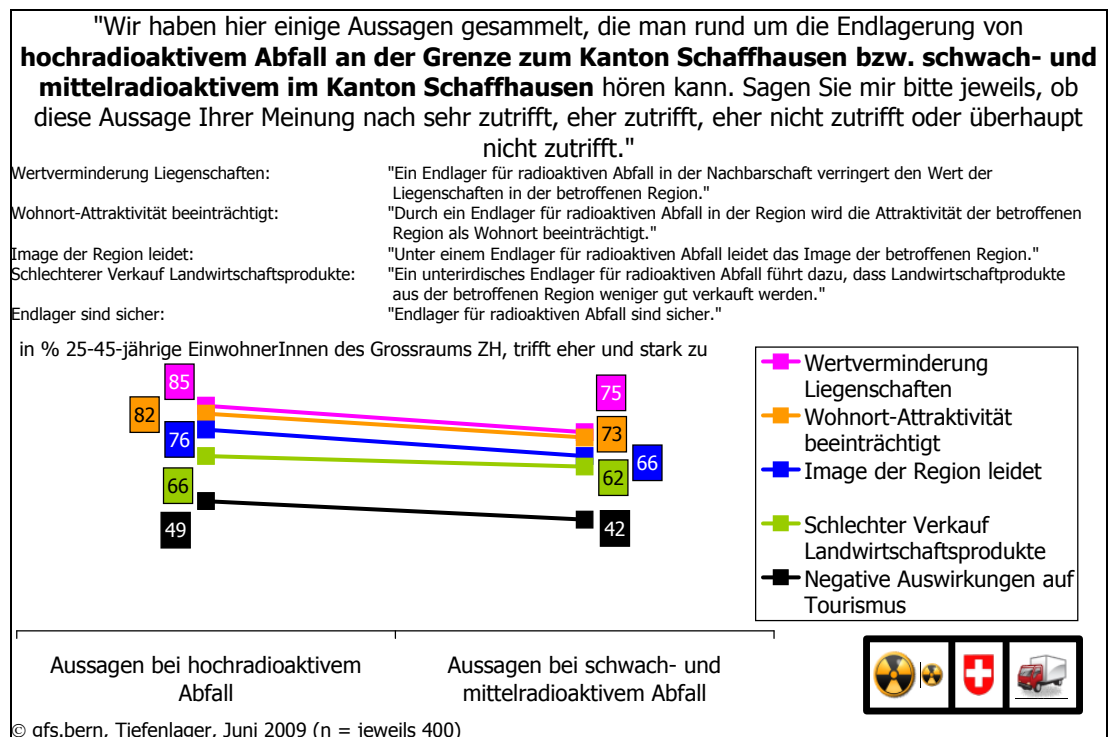 "Wir haben hier einige Aussagen gesammelt, die man rund um die Endlagerung von
hochradioaktivem Abfall an der Grenze zum Kanton Schaffhausen bzw. schwach- und
mittelradioaktivem im Kanton Schaffhausen hören kann. Sagen Sie mir bitte jeweils, ob
diese Aussage Ihrer Meinung nach sehr zutrifft, eher zutrifft, eher nicht zutrifft oder überhaupt
nicht zutrifft."
Wertverminderung Liegenschaften: "Ein Endlager für radioaktiven Abfall in der Nachbarschaft verringert den Wert der
Liegenschaften in der betroffenen Region."
Wohnort-Attraktivität beeinträchtigt: "Durch ein Endlager für radioaktiven Abfall in der Region wird die Attraktivität der betroffenen
Region als Wohnort beeinträchtigt."
Image der Region leidet: "Unter einem Endlager für radioaktiven Abfall leidet das Image der betroffenen Region."
Schlechterer Verkauf Landwirtschaftsprodukte: "Ein unterirdisches Endlager für radioaktiven Abfall führt dazu, dass Landwirtschaftprodukte
aus der betroffenen Region weniger gut verkauft werden."
Endlager sind sicher: "Endlager für radioaktiven Abfall sind sicher."
in % 25-45-jährige EinwohnerInnen des Grossraums ZH, trifft eher und stark zu
85
82
76
66
49
75
73
66
62
42
Wertverminderung
Liegenschaften
Wohnort-Attraktivität
beeinträchtigt
Image der Region leidet
Schlechter Verkauf
Landwirtschaftsprodukte
Negative Auswirkungen auf
Tourismus
Aussagen bei hochradioaktivem
Abfall
Aussagen bei schwach- und
mittelradioaktivem Abfall
© gfs.bern, Tiefenlager, Juni 2009 (n = jeweils 400)